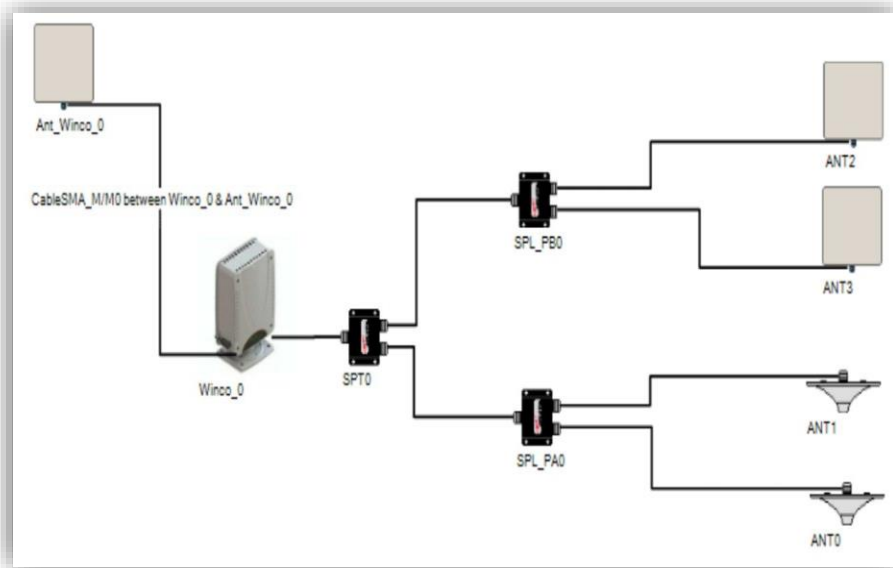 Ant_Winco_0
ANT2
CableSMA_M/M0 between Winco_0 & Ant_Winco_0
SPL_PB0
ANT3
Winco_0
SPT0
ANT1
SPL_PA0
ANT0